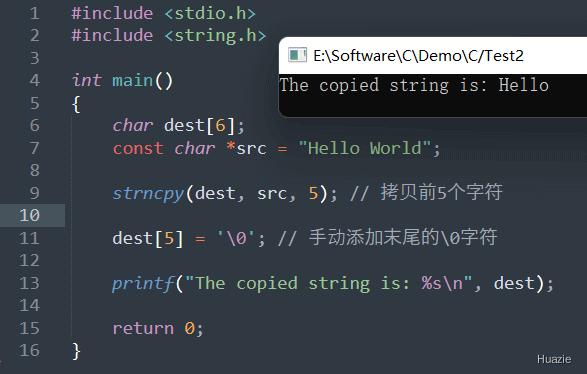 1 #include <stdio.h>
2 #include <string.h>
3
4 int main()
5 {
6 char dest[6];
7 const char *src = "Hello World";
8
9 strncpy(dest, src, 5); // 拷贝前5个字符
10
11 dest[5] = '\0'; // 手动添加末尾的\0字符
12
13 printf("The copied string is: %s\n", dest);
14
15 return 0;
16 }
E:\Software\C\Demo\C/Test2
The copied string is: Hello
Huazie